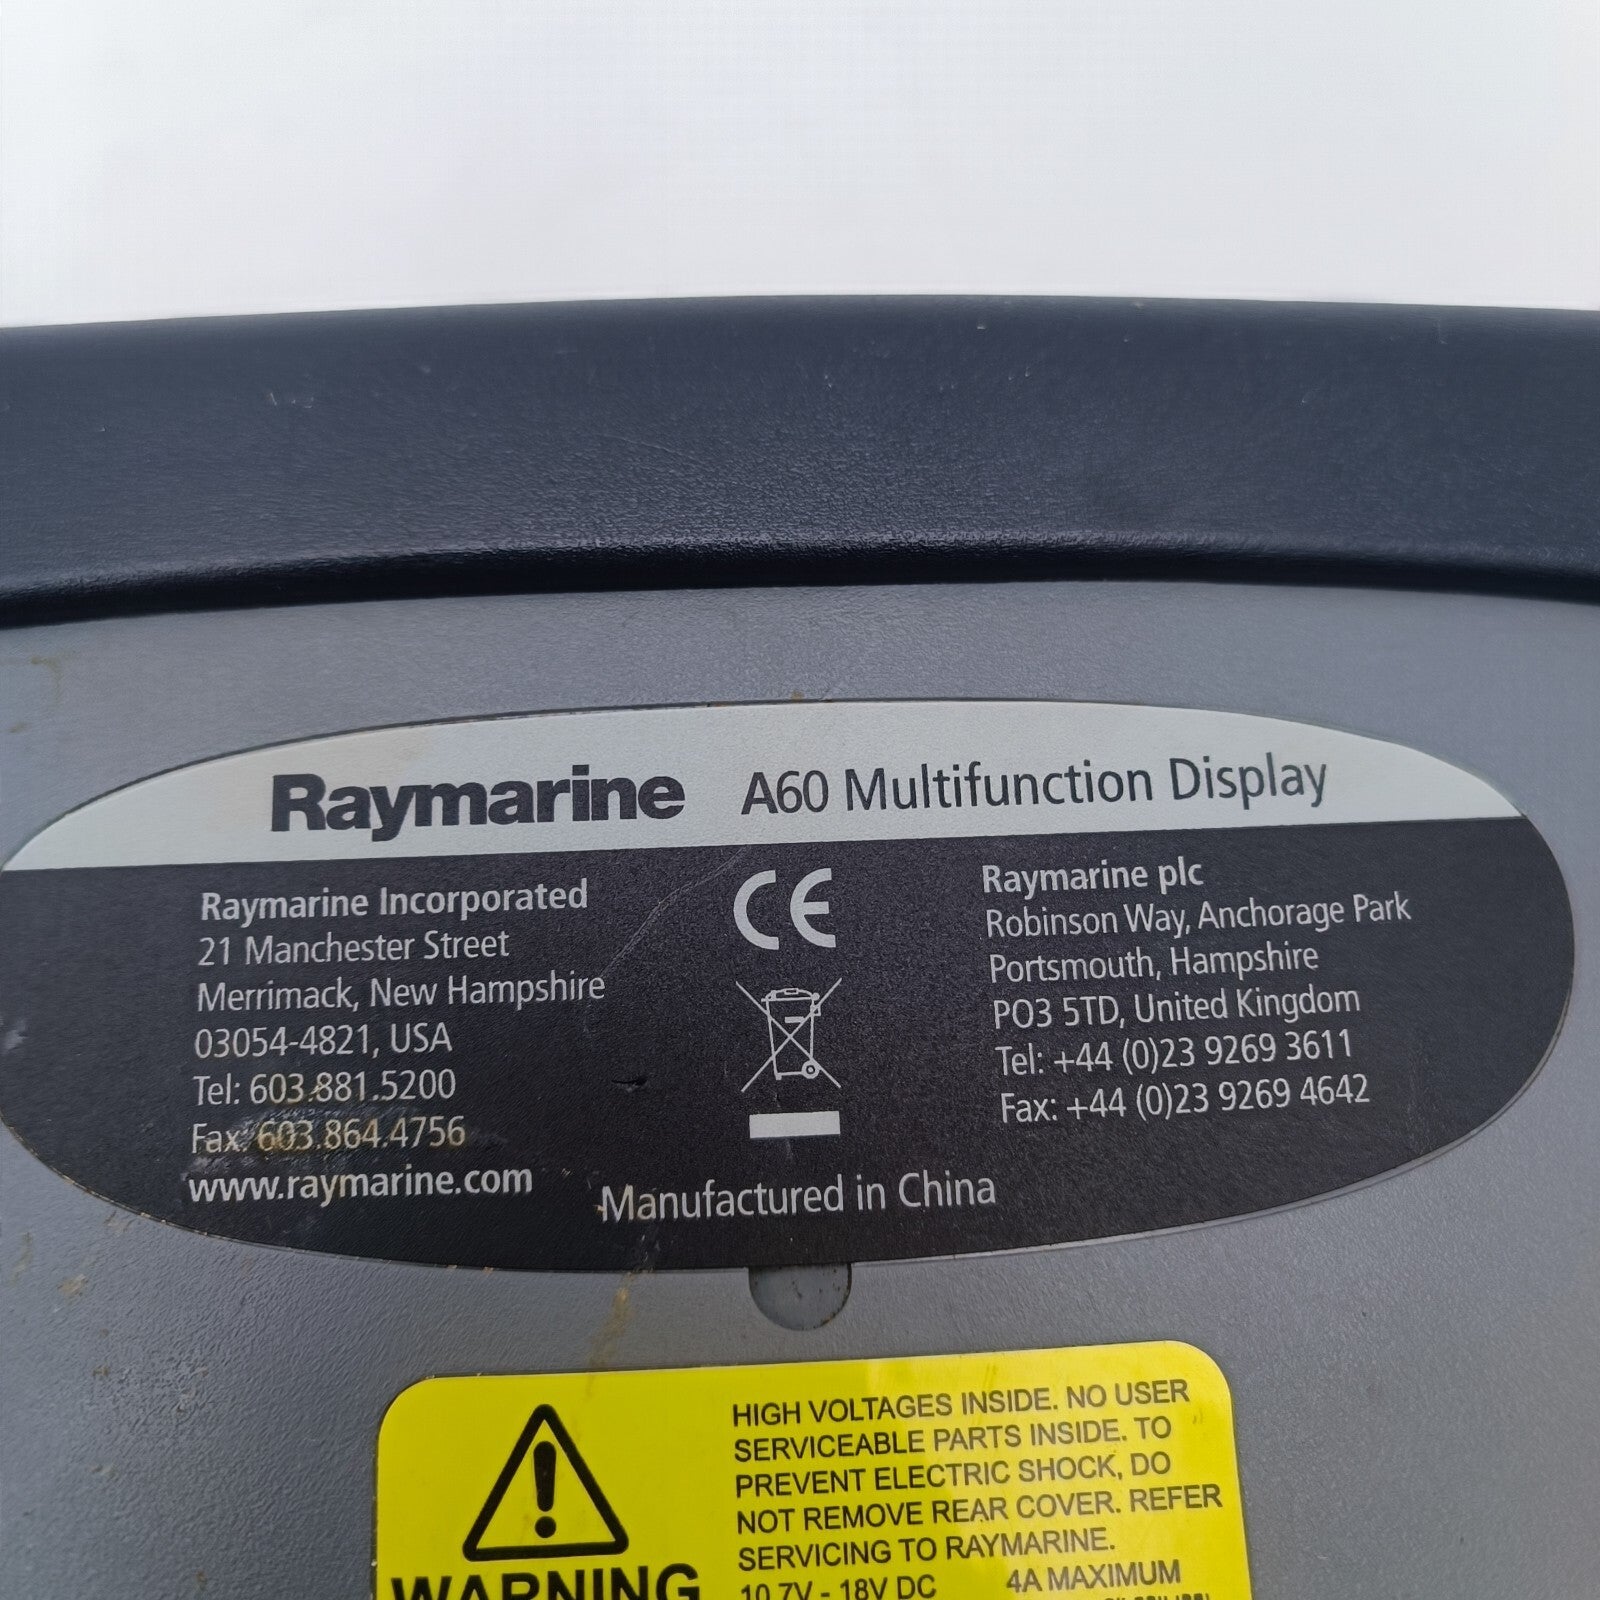 Raymarine A60 Multifunction Display
Raymarine Incorporated
21 Manchester Street
Merrimack, New Hampshire
03054-4821, USA
Tel: 603.881.5200
Fax: 603.864.4756
www.raymarine.com
CE
Manufactured in China
Raymarine plc
Robinson Way, Anchorage Park
Portsmouth, Hampshire
PO3 5TD, United Kingdom
Tel: +44 (0)23 9269 3611
Fax: +44 (0)23 9269 4642
WARNING
HIGH VOLTAGES INSIDE. NO USER
SERVICEABLE PARTS INSIDE. TO
PREVENT ELECTRIC SHOCK, DO
NOT REMOVE REAR COVER. REFER
SERVICING TO RAYMARINE.
10.7V - 18V DC 4A MAXIMUM